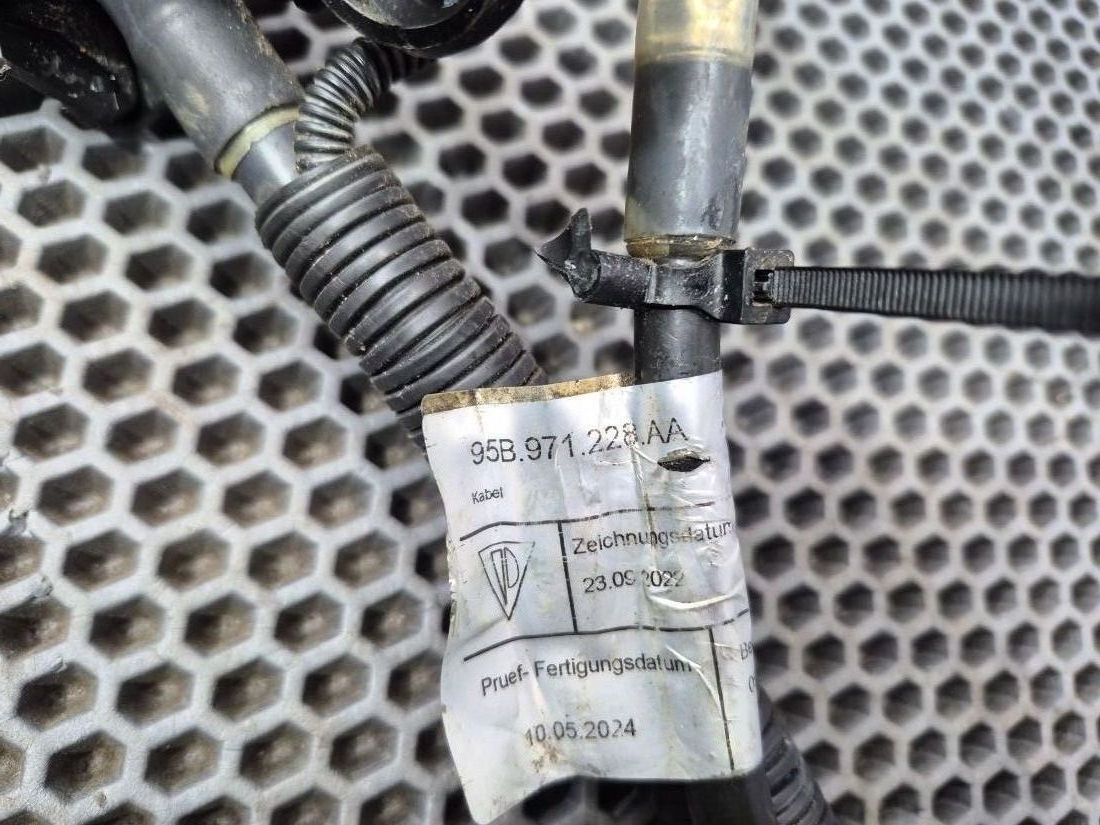 95B.971.228.AA
Kabel
Zeichnungsdatum
23.09.2022
Pruef- Fertigungsdatum
10.05.2024